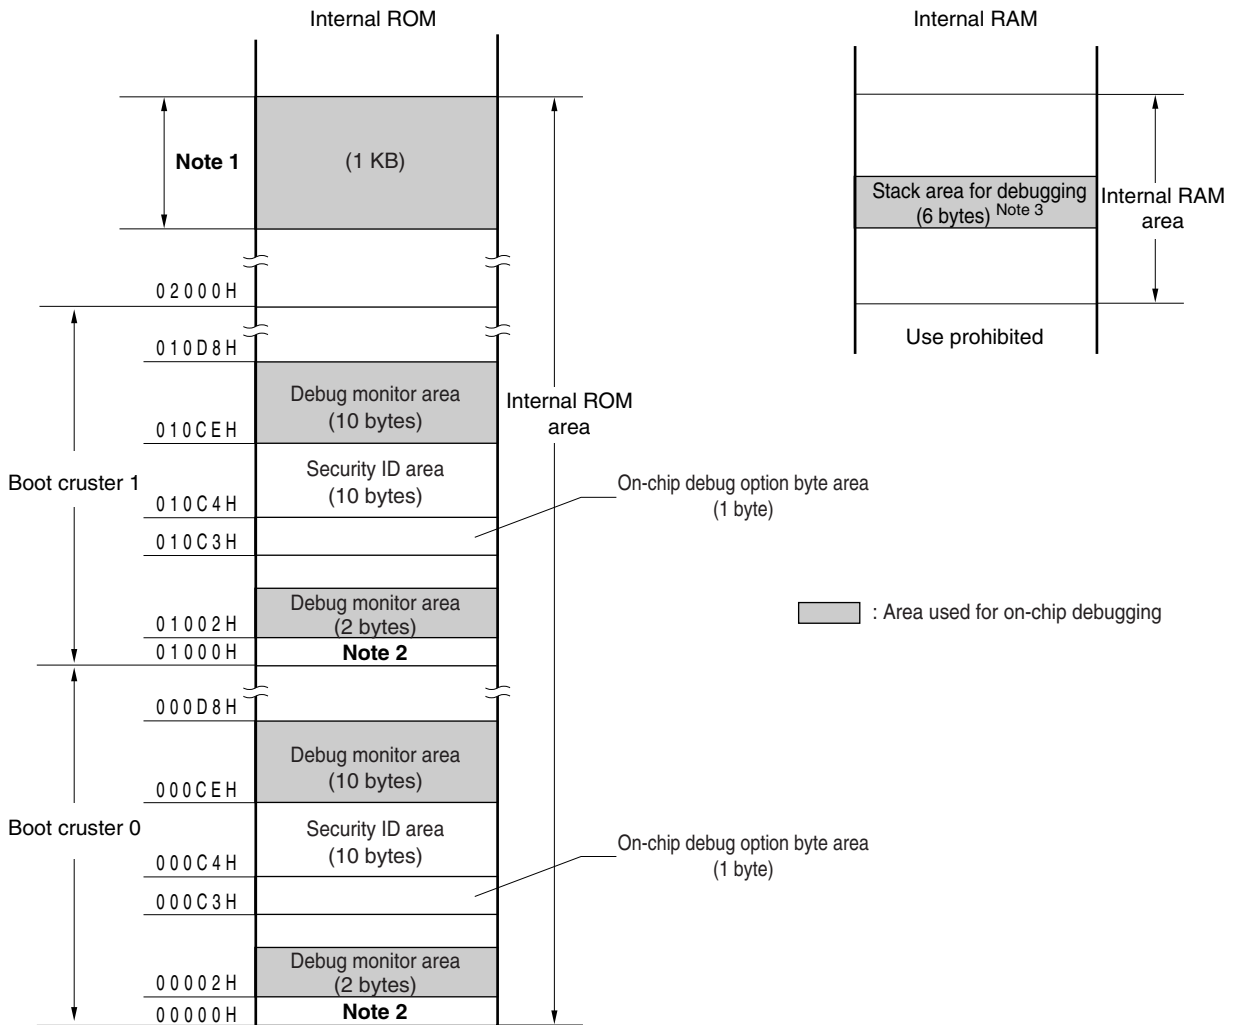 Internal ROM
Internal RAM
Note 1
(1 KB)
Stack area for debugging
(6 bytes) Note 3
Internal RAM
area
02000H
Use prohibited
010D8H
Debug monitor area
(10 bytes)
Internal ROM
area
010CEH
Boot cruster 1
Security ID area
(10 bytes)
On-chip debug option byte area
(1 byte)
010C4H
010C3H
Debug monitor area
(2 bytes)
: Area used for on-chip debugging
01002H
01000H
Note 2
000D8H
Debug monitor area
(10 bytes)
000CEH
Boot cruster 0
Security ID area
(10 bytes)
On-chip debug option byte area
(1 byte)
000C4H
000C3H
Debug monitor area
(2 bytes)
00002H
00000H
Note 2